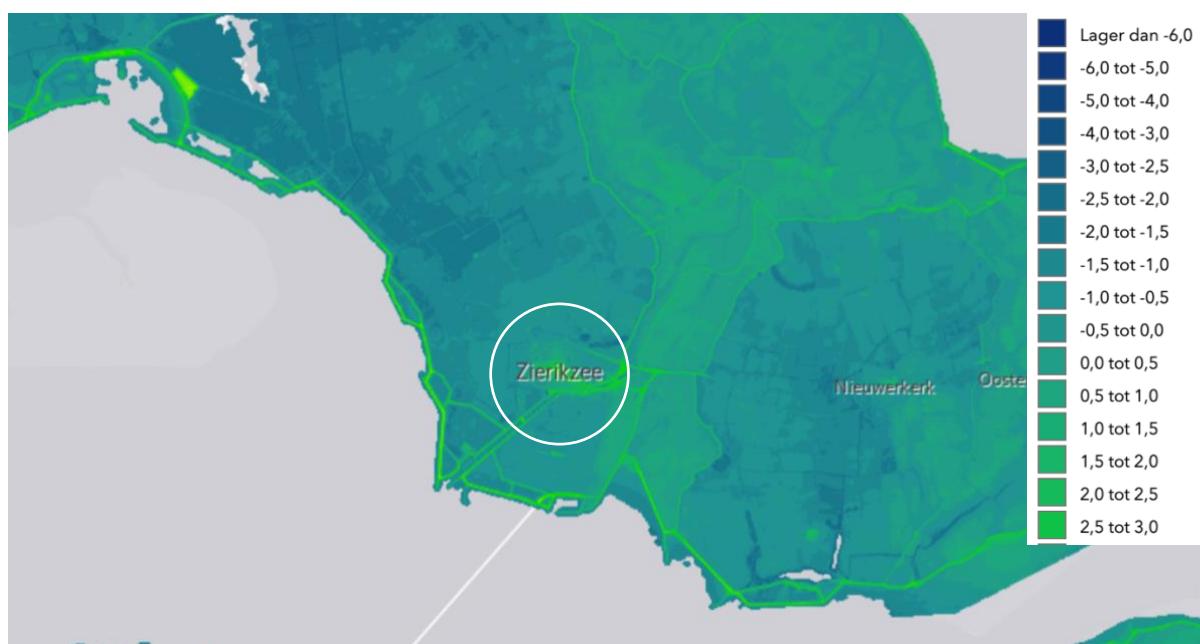 Lager dan -6,0
-6,0 tot -5,0
-5,0 tot -4,0
-4,0 tot -3,0
-3,0 tot -2,5
-2,5 tot -2,0
-2,0 tot -1,5
-1,5 tot -1,0
-1,0 tot -0,5
-0,5 tot 0,0
0,0 tot 0,5
0,5 tot 1,0
1,0 tot 1,5
1,5 tot 2,0
2,0 tot 2,5
2,5 tot 3,0
Zierikzee
Nieuwerkerk
Ooste